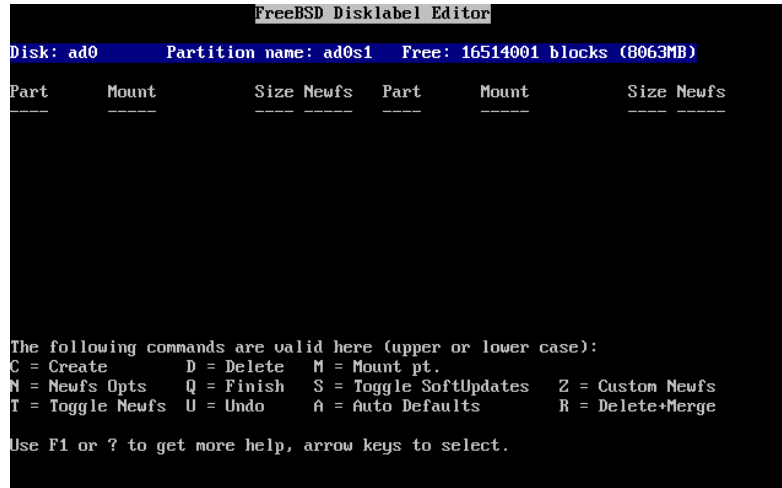 FreeBSD Disklabel Editor
Disk: ad0 Partition name: ad0s1 Free: 16514001 blocks (8063MB)
Part Mount Size Newfs Part Mount Size Newfs
---- ----- ---- ----- ---- ----- ---- -----
The following commands are valid here (upper or lower case):
C = Create D = Delete M = Mount pt.
N = Newfs Opts Q = Finish S = Toggle SoftUpdates Z = Custom Newfs
T = Toggle Newfs U = Undo A = Auto Defaults R = Delete+Merge
Use F1 or ? to get more help, arrow keys to select.